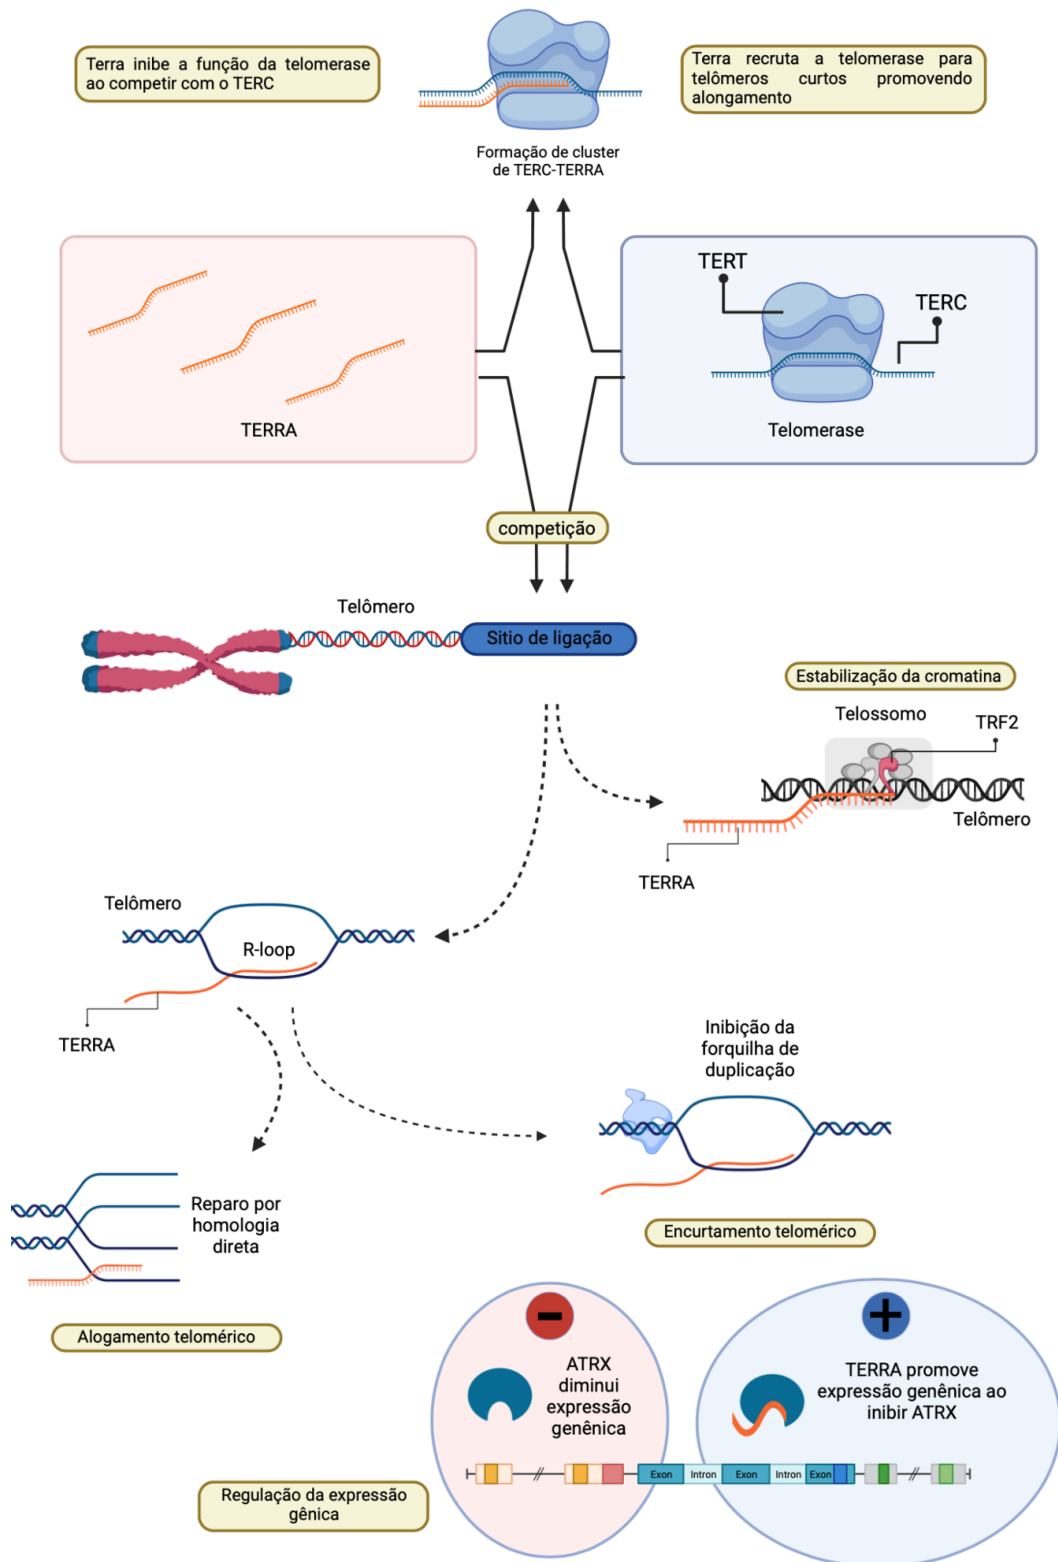 Terra inibe a função da telomerase
ao competir com o TERC
Terra recruta a telomerase para
telômeros curtos promovendo
alongamento
Formação de cluster
de TERC-TERRA
TERRA
TERT
TERC
Telomerase
competição
Telômero
Sitio de ligação
Estabilização da cromatina
Telossomo
TRF2
Telômero
TERRA
Telômero
R-loop
TERRA
Inibição da
forquilha de
duplicação
Reparo por
homologia
direta
Encurtamento telomérico
Alogamento telomérico
ATRX
diminui
expressão
genênica
TERRA promove
expressão genênica ao
inibir ATRX
Exon
Intron
Exon
Intron
Exon
Regulação da expressão
gênica